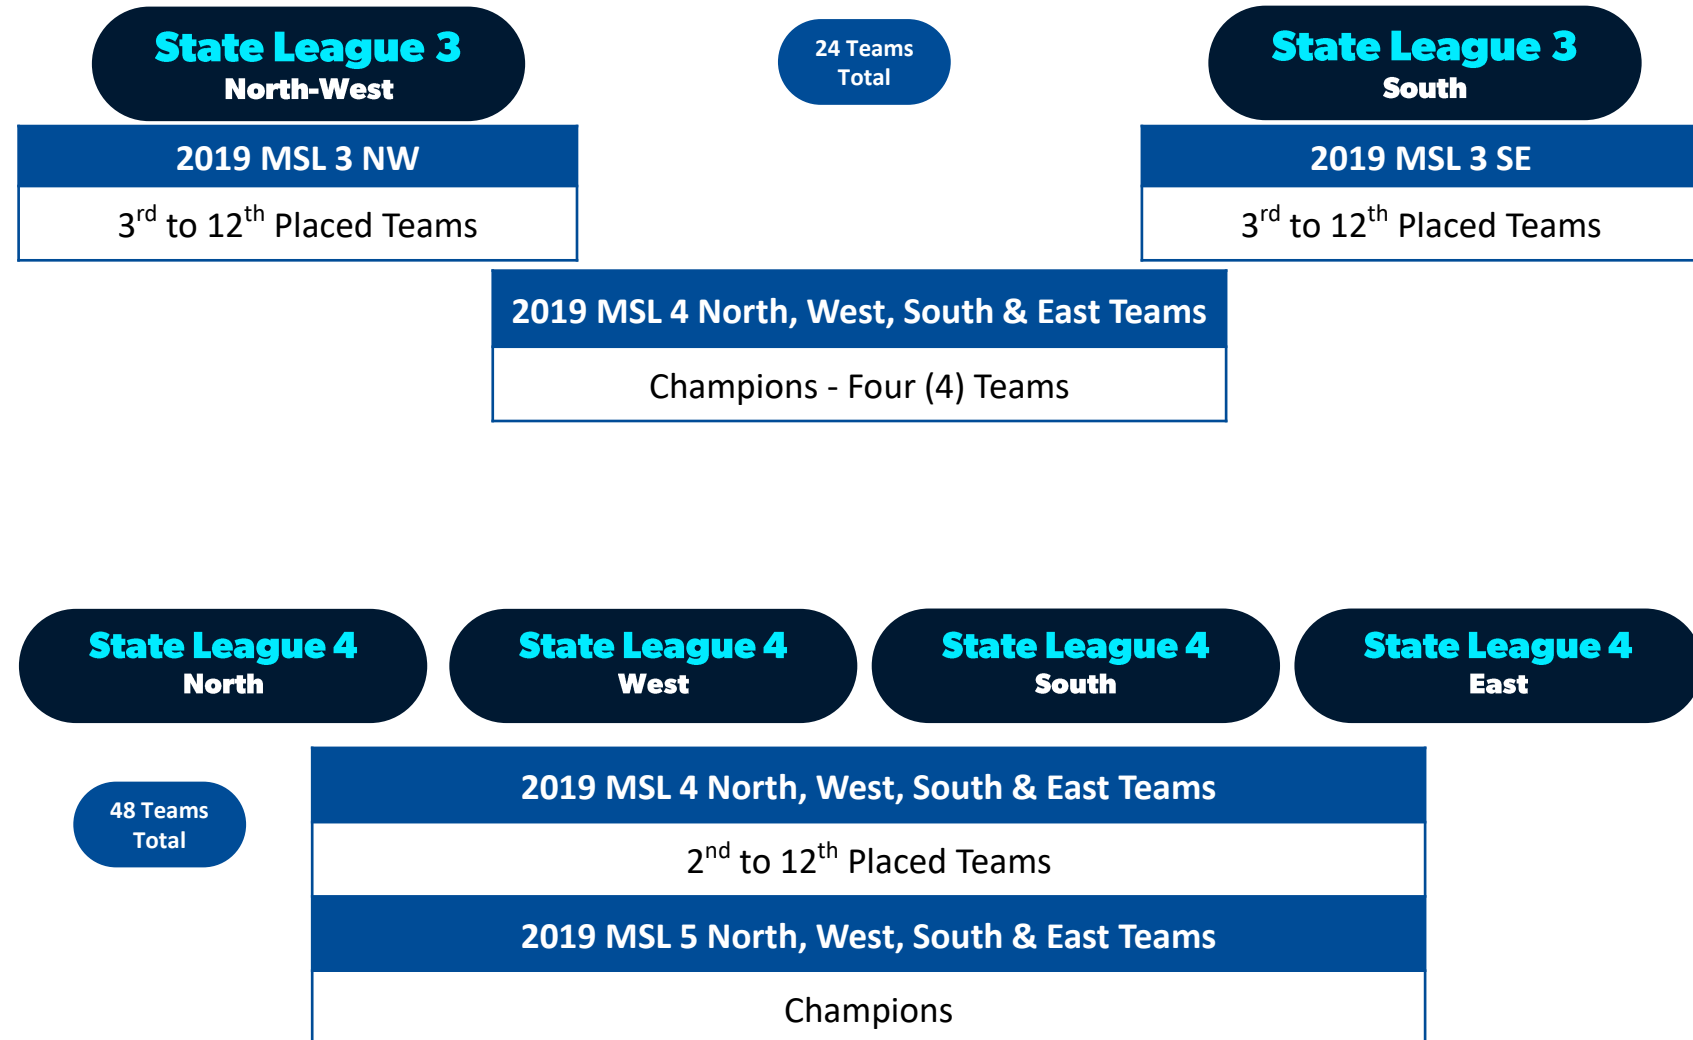 State League 3
North-West
24 Teams
Total
State League 3
South
2019 MSL 3 NW
3rd to 12th Placed Teams
2019 MSL 3 SE
3rd to 12th Placed Teams
2019 MSL 4 North, West, South & East Teams
Champions - Four (4) Teams
State League 4
North
State League 4
West
State League 4
South
State League 4
East
48 Teams
Total
2019 MSL 4 North, West, South & East Teams
2nd to 12th Placed Teams
2019 MSL 5 North, West, South & East Teams
Champions